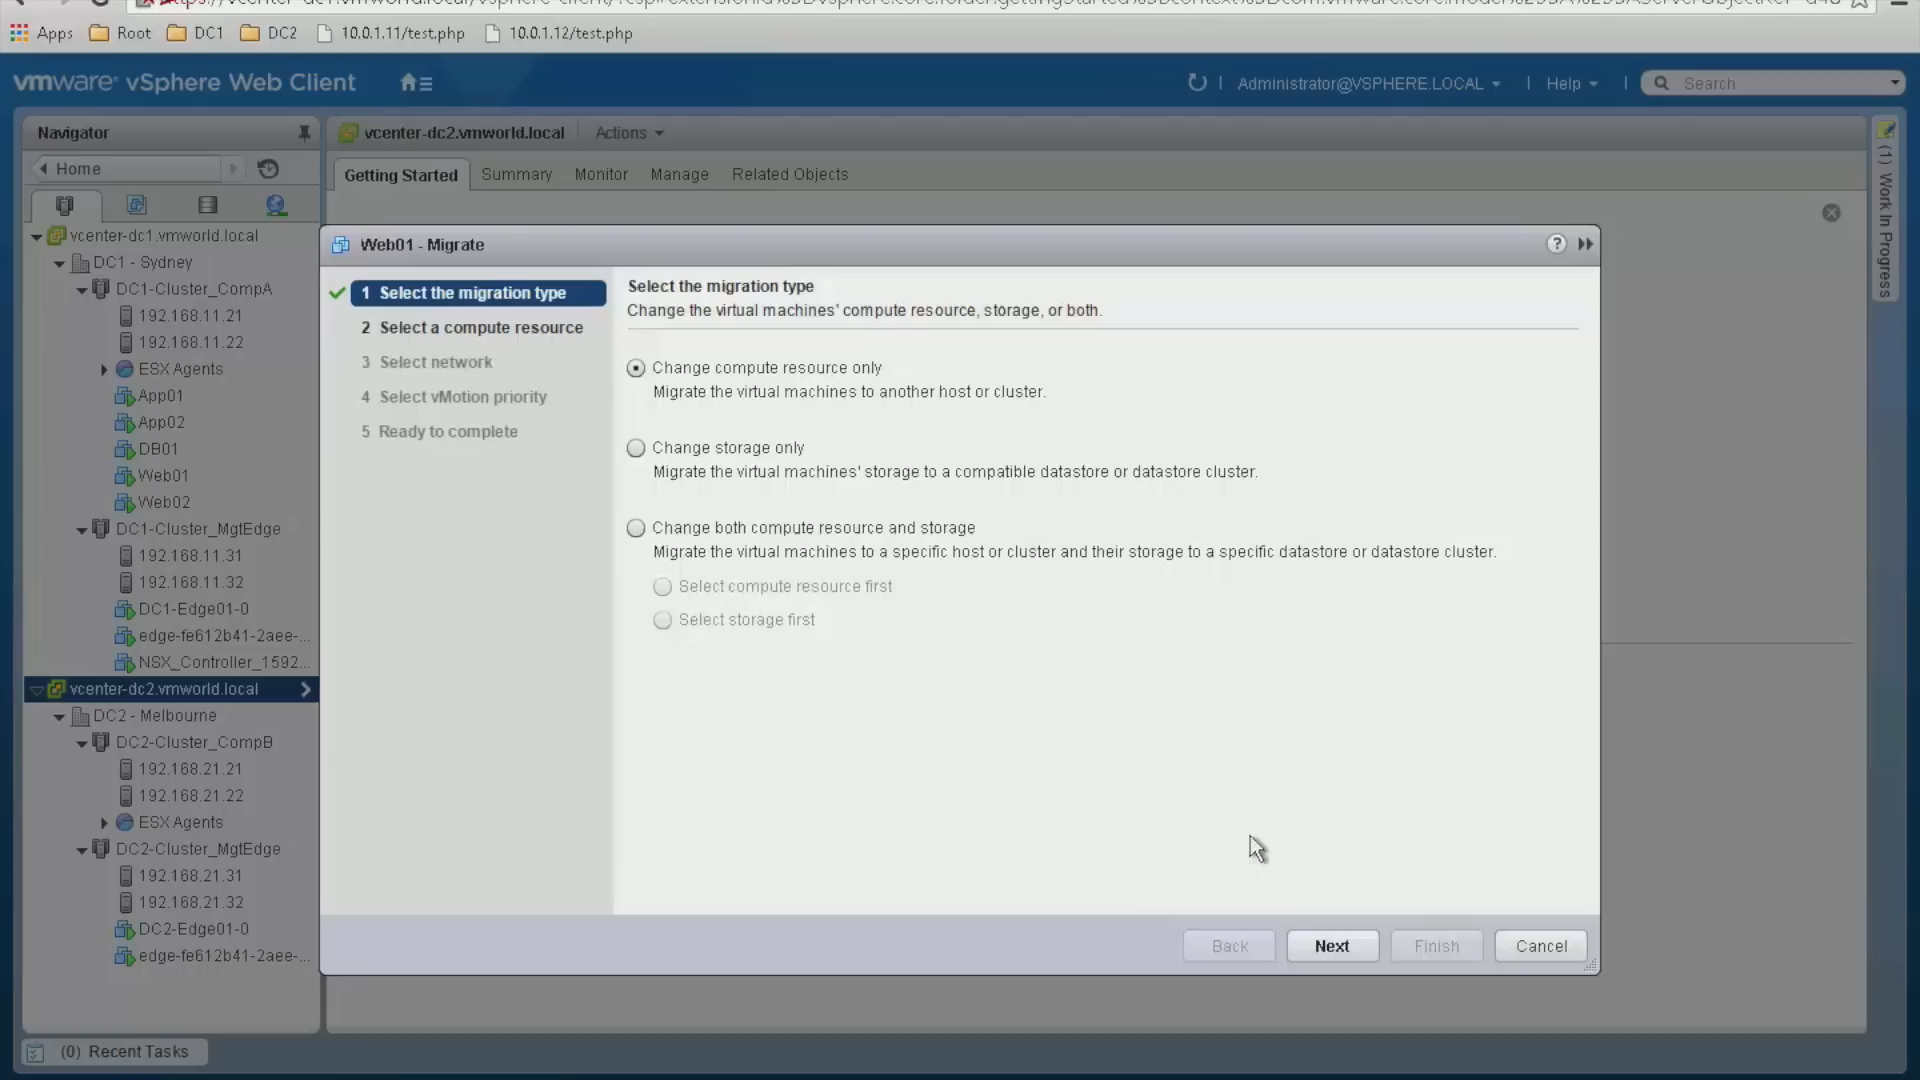 Apps Root DC1 DC2 10.0.1.11/test.php 10.0.1.12/test.php
vmware® vSphere Web Client
Administrator@VSPHERE.LOCAL | Help | Search
Navigator
Home
vcenter-dc1.vmworld.local
DC1 - Sydney
DC1-Cluster_CompA
192.168.11.21
192.168.11.22
ESX Agents
App01
App02
DB01
Web01
Web02
DC1-Cluster_MgtEdge
192.168.11.31
192.168.11.32
DC1-Edge01-0
edge-fe612b41-2aee-...
NSX_Controller_1592...
vcenter-dc2.vmworld.local
DC2 - Melbourne
DC2-Cluster_CompB
192.168.21.21
192.168.21.22
ESX Agents
DC2-Cluster_MgtEdge
192.168.21.31
192.168.21.32
DC2-Edge01-0
edge-fe612b41-2aee-...
vcenter-dc2.vmworld.local Actions
Getting Started Summary Monitor Manage Related Objects
Web01 - Migrate
1 Select the migration type
2 Select a compute resource
3 Select network
4 Select vMotion priority
5 Ready to complete
Select the migration type
Change the virtual machines' compute resource, storage, or both.
Change compute resource only
Migrate the virtual machines to another host or cluster.
Change storage only
Migrate the virtual machines' storage to a compatible datastore or datastore cluster.
Change both compute resource and storage
Migrate the virtual machines to a specific host or cluster and their storage to a specific datastore or datastore cluster.
Select compute resource first
Select storage first
Back Next Finish Cancel
(1) Work In Progress
(0) Recent Tasks